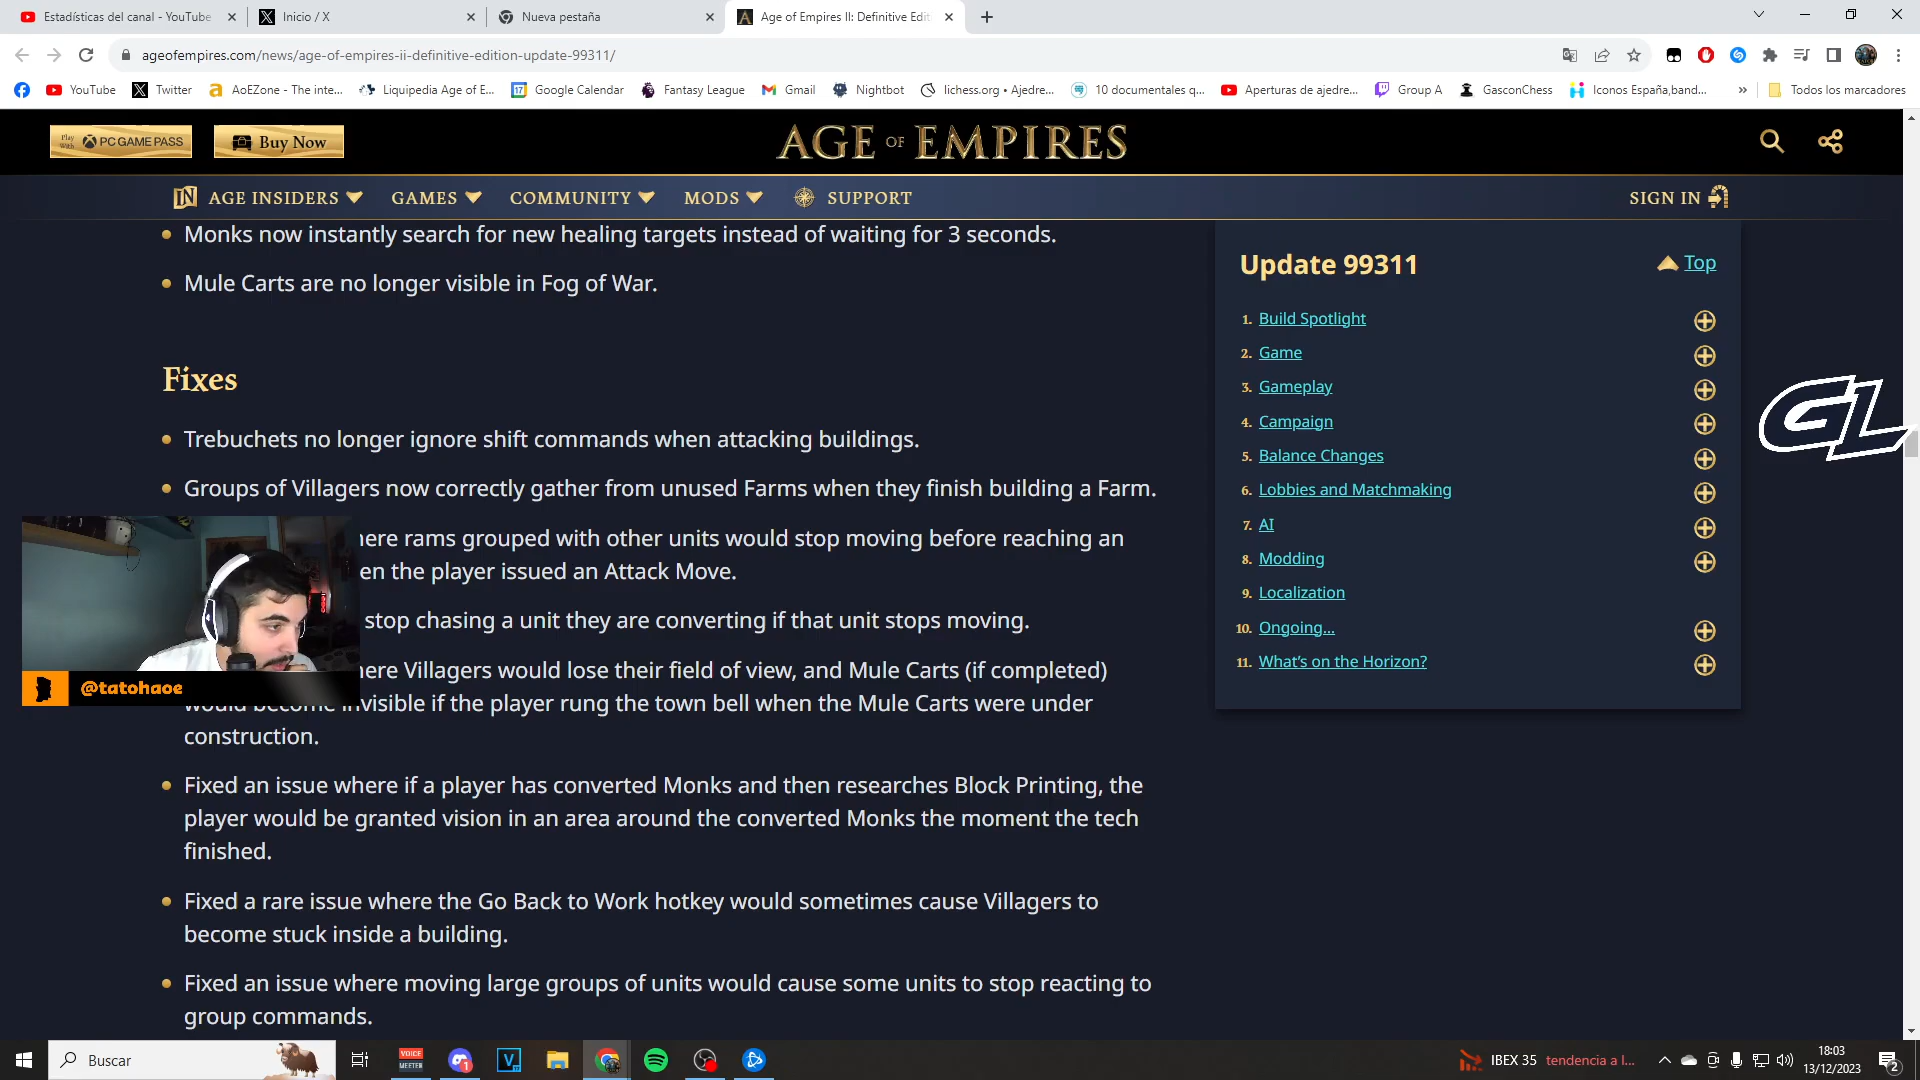 Estadísticas del canal - YouTube
Inicio / X
Nueva pestaña
Age of Empires II: Definitive Edit
ageofempires.com/news/age-of-empires-ii-definitive-edition-update-99311/
YouTube
Twitter
AoEZone - The inte...
Liquipedia Age of E...
Google Calendar
Fantasy League
Gmail
Nightbot
lichess.org • Ajedre...
10 documentales q...
Aperturas de ajedre...
Group A
GasconChess
Iconos España,band...
Todos los marcadores
Play With PC GAME PASS
Buy Now
AGE OF EMPIRES
AGE INSIDERS
GAMES
COMMUNITY
MODS
SUPPORT
SIGN IN
Monks now instantly search for new healing targets instead of waiting for 3 seconds.
Mule Carts are no longer visible in Fog of War.
Fixes
Trebuchets no longer ignore shift commands when attacking buildings.
Groups of Villagers now correctly gather from unused Farms when they finish building a Farm.
here rams grouped with other units would stop moving before reaching an
en the player issued an Attack Move.
stop chasing a unit they are converting if that unit stops moving.
here Villagers would lose their field of view, and Mule Carts (if completed)
would become invisible if the player rung the town bell when the Mule Carts were under
construction.
Fixed an issue where if a player has converted Monks and then researches Block Printing, the
player would be granted vision in an area around the converted Monks the moment the tech
finished.
Fixed a rare issue where the Go Back to Work hotkey would sometimes cause Villagers to
become stuck inside a building.
Fixed an issue where moving large groups of units would cause some units to stop reacting to
group commands.
Update 99311
Top
1. Build Spotlight
2. Game
3. Gameplay
4. Campaign
5. Balance Changes
6. Lobbies and Matchmaking
7. AI
8. Modding
9. Localization
10. Ongoing...
11. What's on the Horizon?
GL
@tatohaoe
Buscar
VOICE MEETER
1
V
IBEX 35 tendencia a l...
18:03
13/12/2023
2